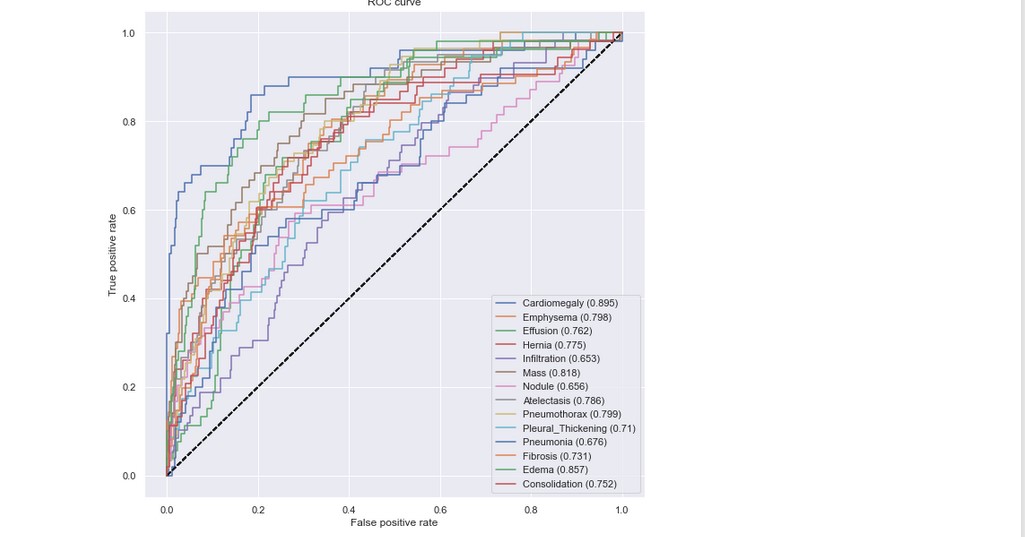 ROC curve
1.0
0.8
0.6
0.4
0.2
0.0
True positive rate
Cardiomegaly (0.895)
Emphysema (0.798)
Effusion (0.762)
Hernia (0.775)
Infiltration (0.653)
Mass (0.818)
Nodule (0.656)
Atelectasis (0.786)
Pneumothorax (0.799)
Pleural_Thickening (0.71)
Pneumonia (0.676)
Fibrosis (0.731)
Edema (0.857)
Consolidation (0.752)
0.0 0.2 0.4 0.6 0.8 1.0
False positive rate